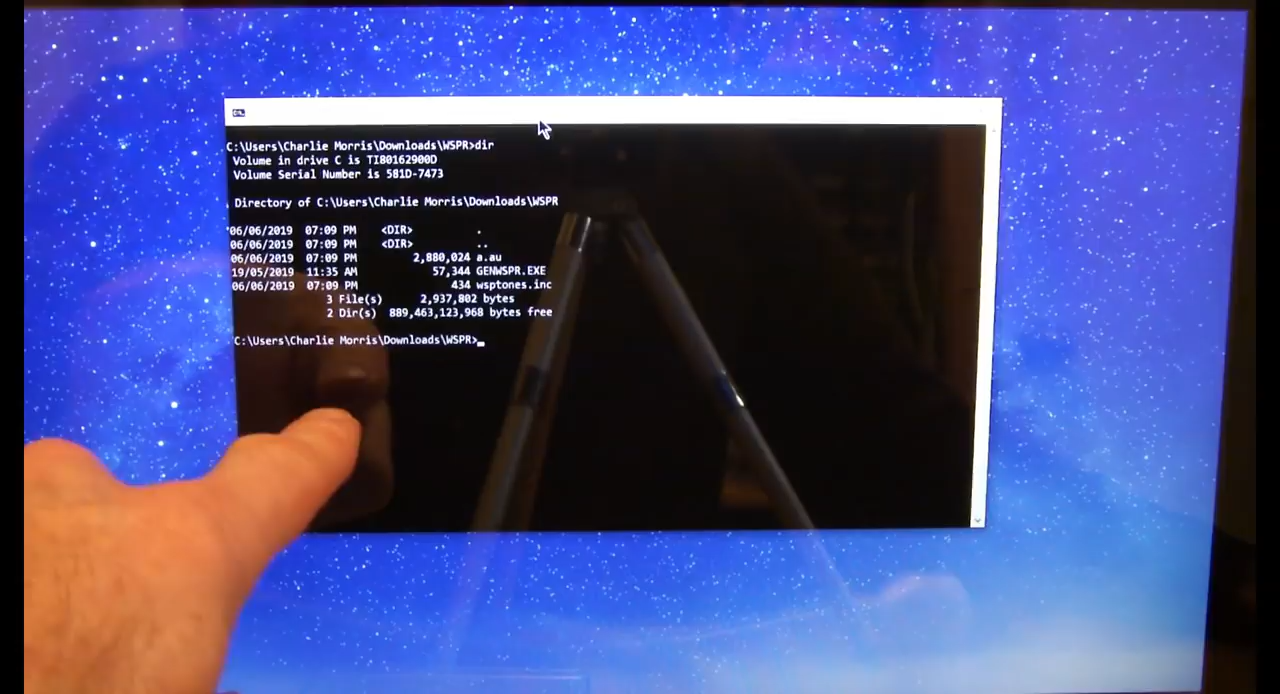 C:\Users\Charlie Morris\Downloads\WSPR>dir
Volume in drive C is TI80162900D
Volume Serial Number is 581D-7473
Directory of C:\Users\Charlie Morris\Downloads\WSPR
06/06/2019 07:09 PM <DIR> .
06/06/2019 07:09 PM <DIR> ..
06/06/2019 07:09 PM 2,880,024 a.au
19/05/2019 11:35 AM 57,344 GENWSPR.EXE
06/06/2019 07:09 PM 434 wsptones.inc
3 File(s) 2,937,802 bytes
2 Dir(s) 889,463,123,968 bytes free
C:\Users\Charlie Morris\Downloads\WSPR>_